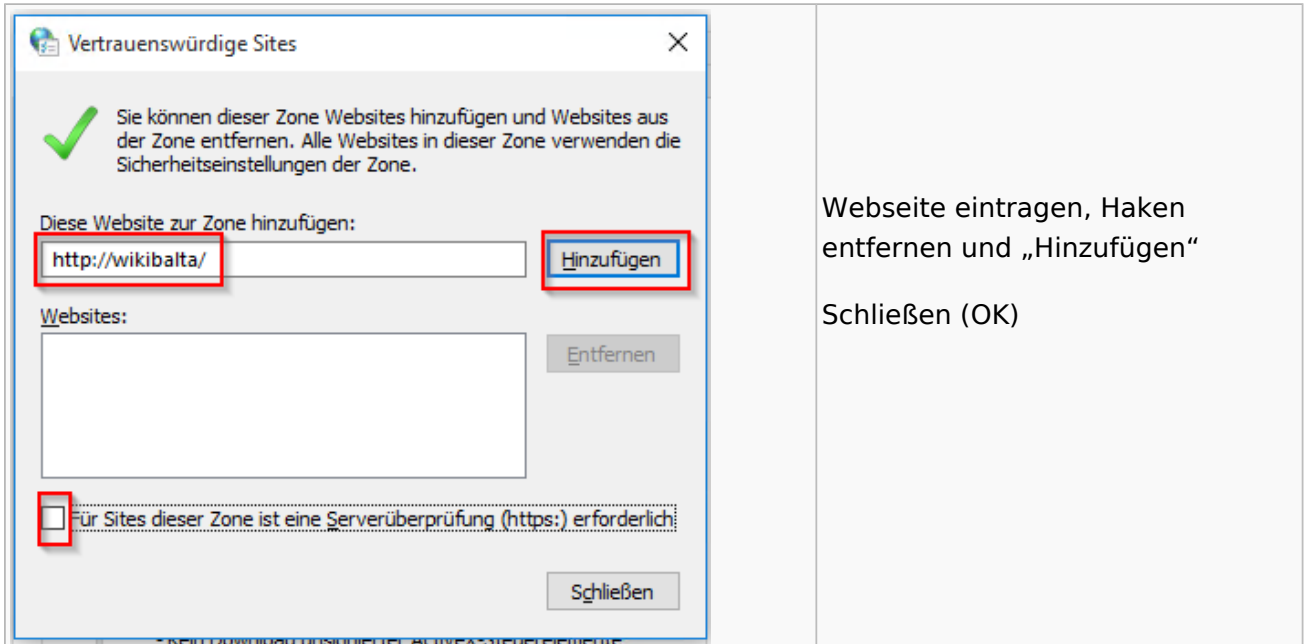 Vertrauenswürdige Sites
Sie können dieser Zone Websites hinzufügen und Websites aus
der Zone entfernen. Alle Websites in dieser Zone verwenden die
Sicherheitseinstellungen der Zone.
Diese Website zur Zone hinzufügen:
http://wikibalta/
Hinzufügen
Websites:
Entfernen
Für Sites dieser Zone ist eine Serverüberprüfung (https:) erforderlich
Schließen
Webseite eintragen, Haken
entfernen und „Hinzufügen“
Schließen (OK)